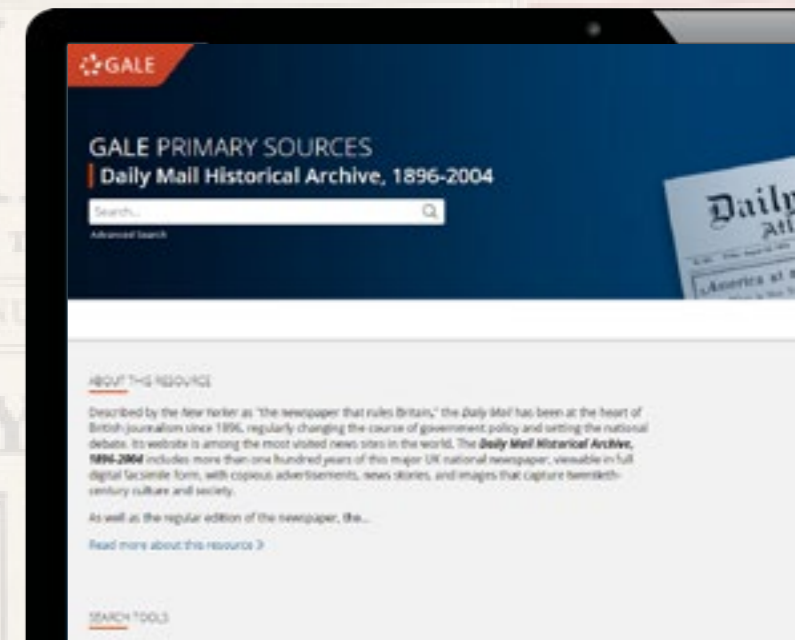 GALE
GALE PRIMARY SOURCES
Daily Mail Historical Archive, 1896-2004
Search...
Advanced Search
Daily
Atl
America at
ABOUT THIS RESOURCE
Described by the New Yorker as "the newspaper that rules Britain," the Daily Mail has been at the heart of
British journalism since 1896, regularly changing the course of government policy and setting the national
debate. Its website is among the most visited news sites in the world. The Daily Mail Historical Archive,
1896-2004 includes more than one hundred years of this major UK national newspaper, viewable in full
digital facsimile form, with copious advertisements, news stories, and images that capture twentieth-
century culture and society.
As well as the regular edition of the newspaper, the...
Read more about this resource >
SEARCH TOOLS